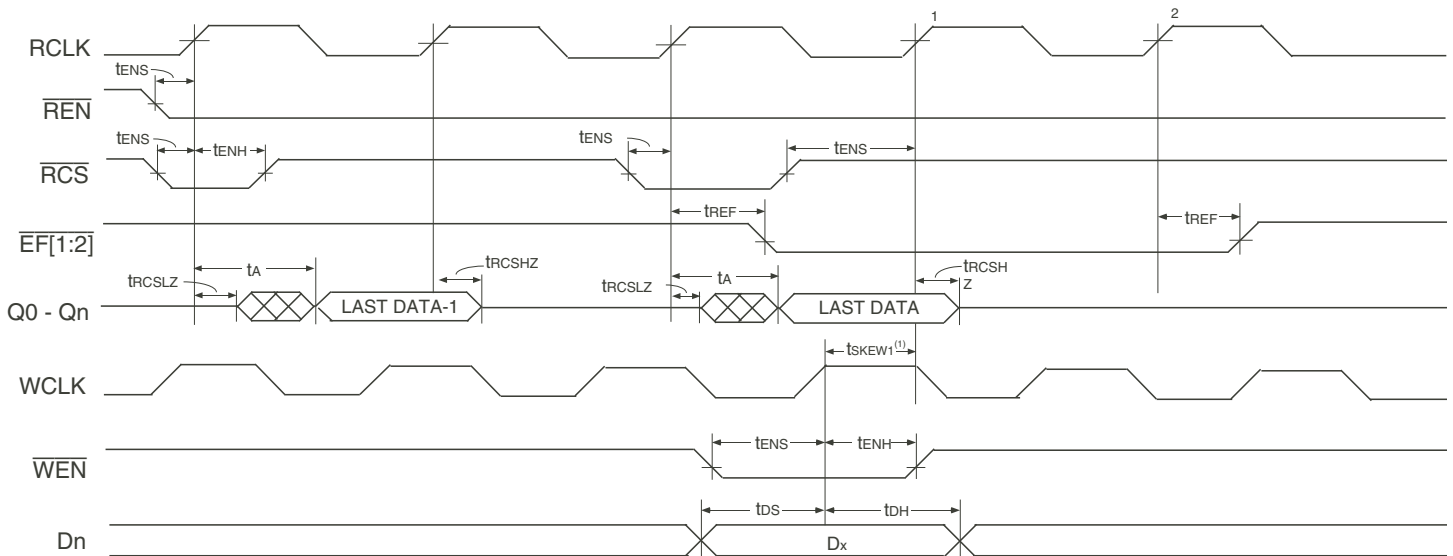 1 2
RCLK
tENS
REN
tENS tENH tENS tENS
RCS
tREF tREF
EF[1:2]
tRCSLZ tA tRCSHZ tRCSLZ tA tRCSH
Z
Q0 - Qn LAST DATA-1 LAST DATA
tSKEW1(1)
WCLK
tENS tENH
WEN
tDS tDH
Dn Dx